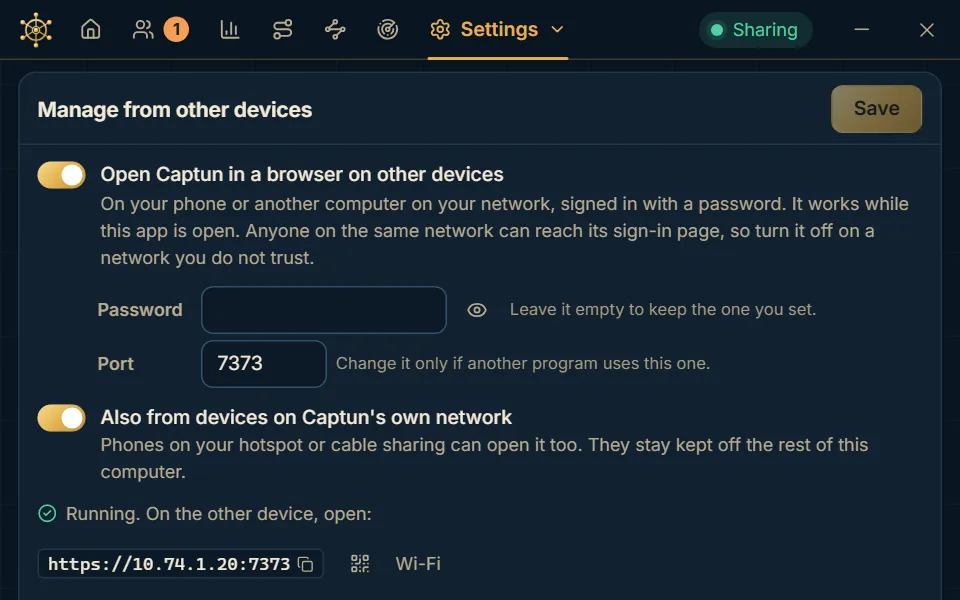 1
Settings
Sharing
Manage from other devices
Save
Open Captun in a browser on other devices
On your phone or another computer on your network, signed in with a password. It works while
this app is open. Anyone on the same network can reach its sign-in page, so turn it off on a
network you do not trust.
Password
Leave it empty to keep the one you set.
Port
7373
Change it only if another program uses this one.
Also from devices on Captun's own network
Phones on your hotspot or cable sharing can open it too. They stay kept off the rest of this
computer.
Running. On the other device, open:
https://10.74.1.20:7373
Wi-Fi